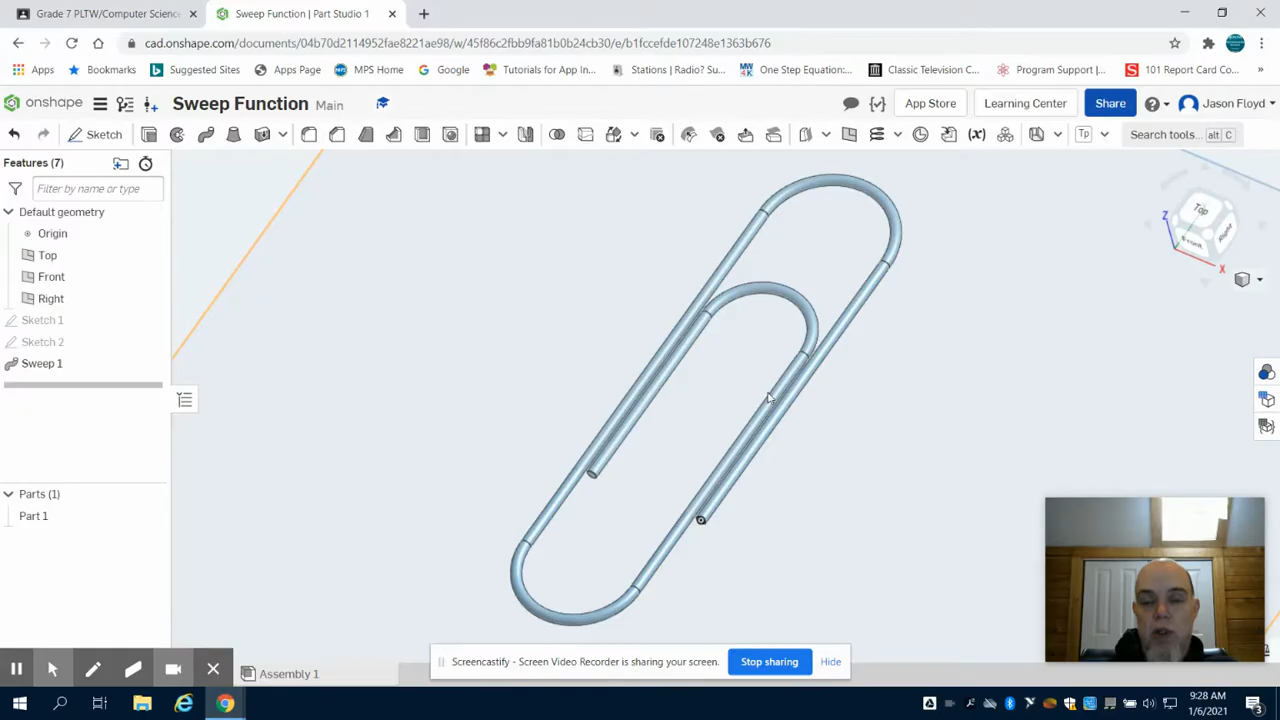 Grade 7 PLTW/Computer Scienc
Sweep Function | Part Studio 1
cad.onshape.com/documents/04b70d2114952fae8221ae98/w/45f86c2fbb9fa81b0b24cb30/e/b1fccefde107248e1363b676
Apps Bookmarks Suggested Sites Apps Page MPS Home Google Tutorials for App In... Stations | Radio? Su... One Step Equation:... Classic Television C... Program Support |... 101 Report Card Co... »
onshape Sweep Function Main App Store Learning Center Share Jason Floyd
Sketch Tp Search tools... alt C
Features (7)
Filter by name or type
Default geometry
Origin
Top
Front
Right
Sketch 1
Sketch 2
Sweep 1
Parts (1)
Part 1
Top
Front
Right
Z
X
Screencastify - Screen Video Recorder is sharing your screen. Stop sharing Hide
Assembly 1
9:28 AM
1/6/2021
3